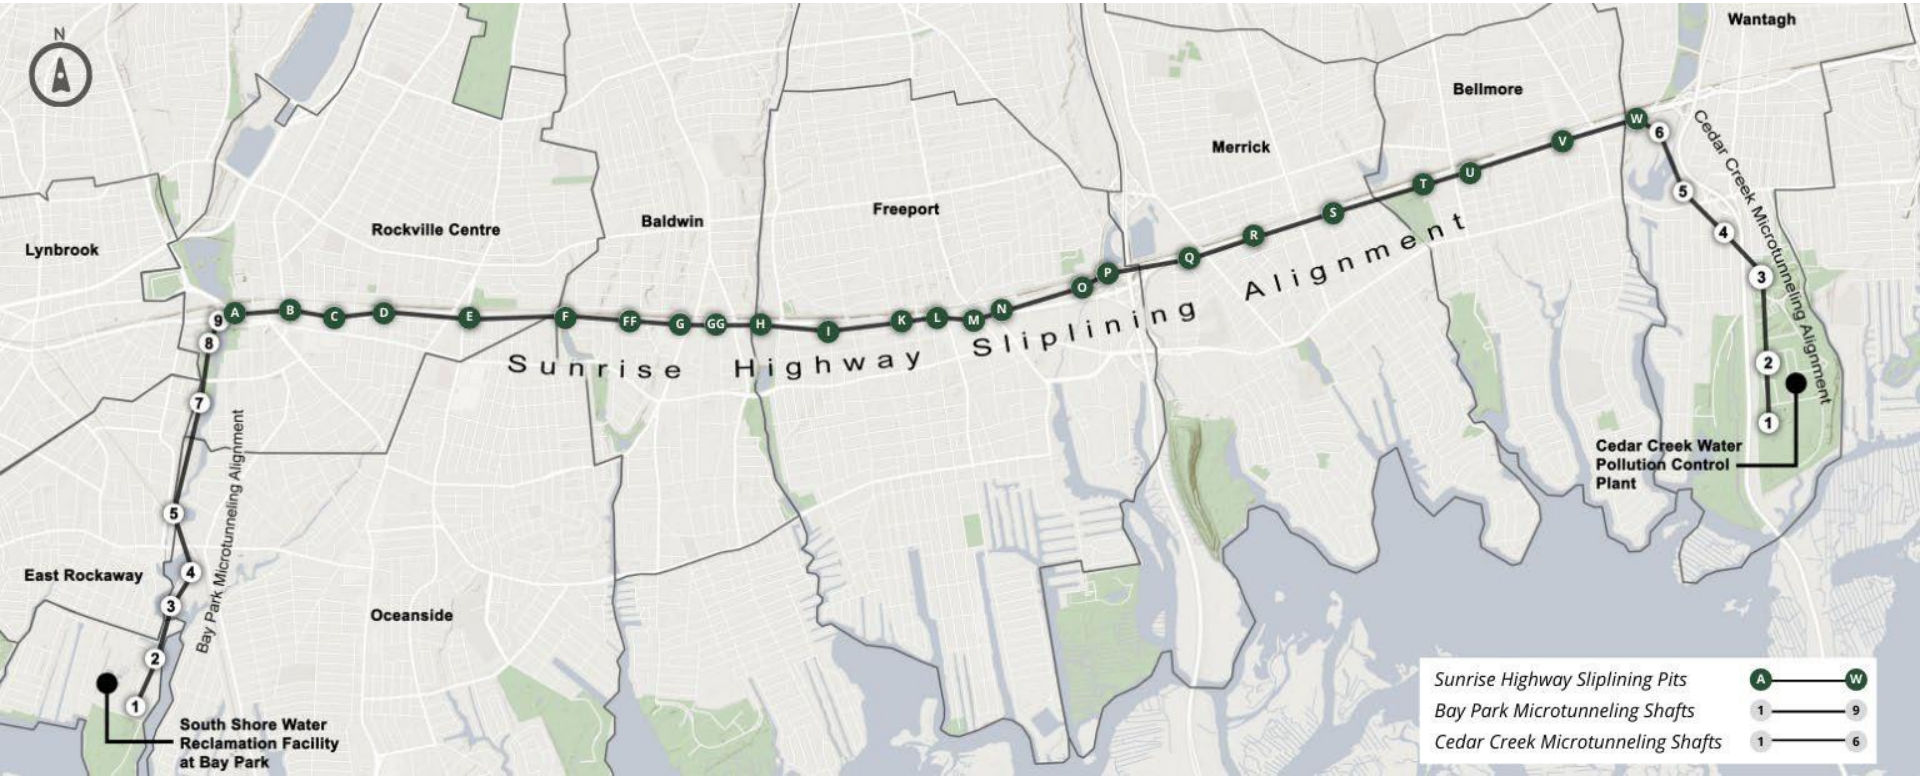 N
Wantagh
Bellmore
Merrick
Freeport
Baldwin
Rockville Centre
Lynbrook
East Rockaway
Oceanside
A
B
C
D
E
F
FF
G
GG
H
I
K
L
M
N
O
P
Q
R
S
T
U
V
W
Sunrise Highway Sliplining Alignment
9
8
7
5
4
3
2
1
Bay Park Microtunneling Alignment
6
5
4
3
2
1
Cedar Creek Microtunneling Alignment
Cedar Creek Water
Pollution Control
Plant
South Shore Water
Reclamation Facility
at Bay Park
Sunrise Highway Sliplining Pits A W
Bay Park Microtunneling Shafts 1 9
Cedar Creek Microtunneling Shafts 1 6